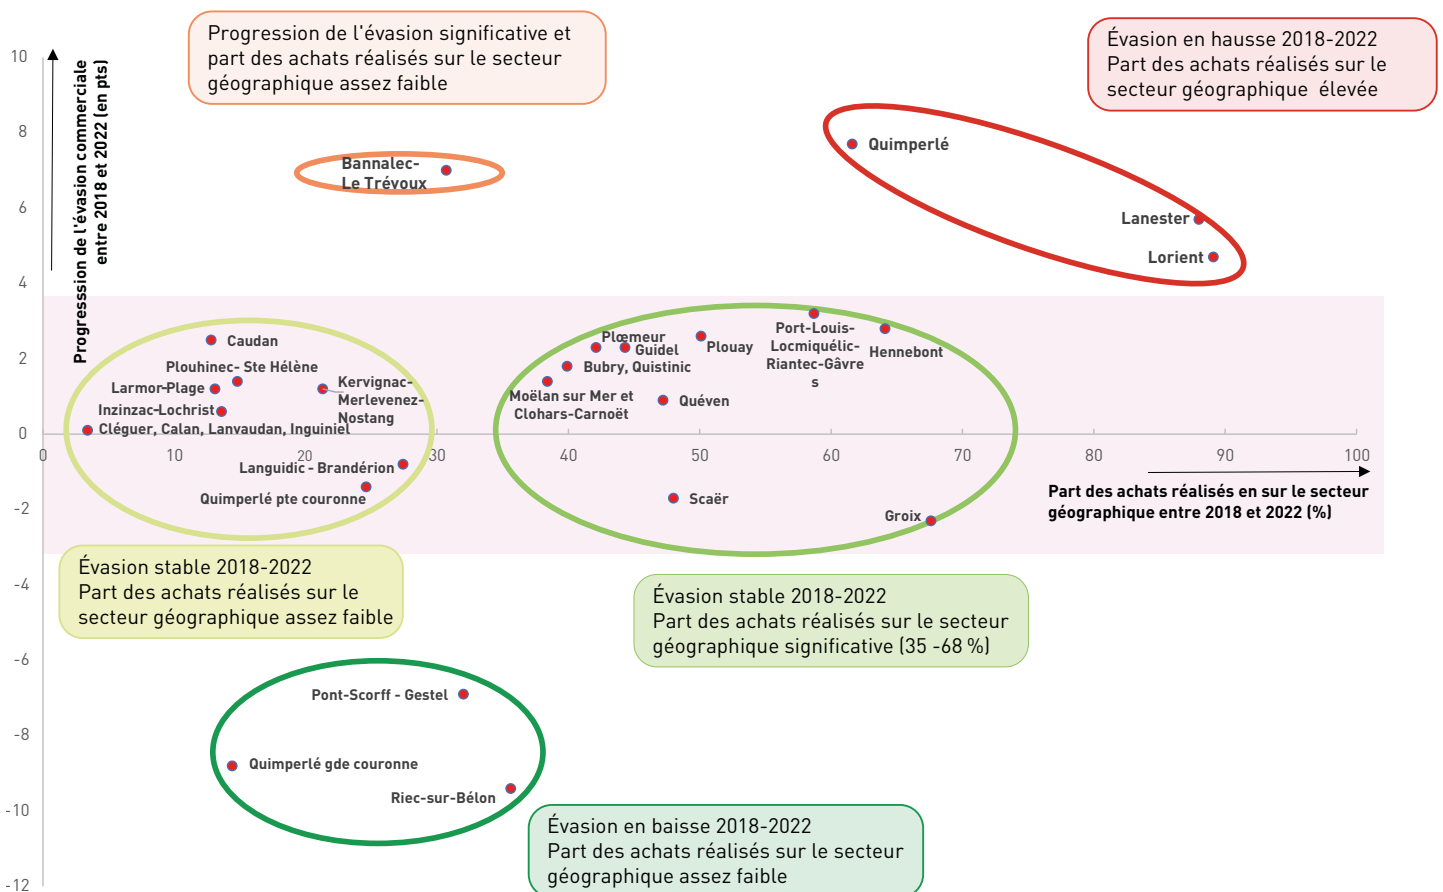 Progression de l'évasion significative et
part des achats réalisés sur le secteur
géographique assez faible
Évasion en hausse 2018-2022
Part des achats réalisés sur le
secteur géographique élevée
Progression de l'évasion commerciale
entre 2018 et 2022 (en pts)
10
8
6
4
2
0
-2
-4
-6
-8
-10
-12
0
10
20
30
40
50
60
70
80
90
100
Bannalec-
Le Trévoux
Quimperlé
Lanester
Lorient
Caudan
Plouhinec- Ste Hélène
Larmor-Plage
Kervignac-
Merlevenez-
Nostang
Inzinzac-Lochrist
Cléguer, Calan, Lanvaudan, Inguiniel
Languidic - Brandérion
Quimperlé pte couronne
Plœmeur
Guidel
Plouay
Port-Louis-
Locmiquélic-
Riantec-Gâvre
s
Hennebont
Bubry, Quistinic
Moëlan sur Mer et
Clohars-Carnoët
Quéven
Scaër
Groix
Part des achats réalisés en sur le secteur
géographique entre 2018 et 2022 (%)
Évasion stable 2018-2022
Part des achats réalisés sur le
secteur géographique assez faible
Évasion stable 2018-2022
Part des achats réalisés sur le secteur
géographique significative (35 -68 %)
Pont-Scorff - Gestel
Quimperlé gde couronne
Riec-sur-Bélon
Évasion en baisse 2018-2022
Part des achats réalisés sur le secteur
géographique assez faible